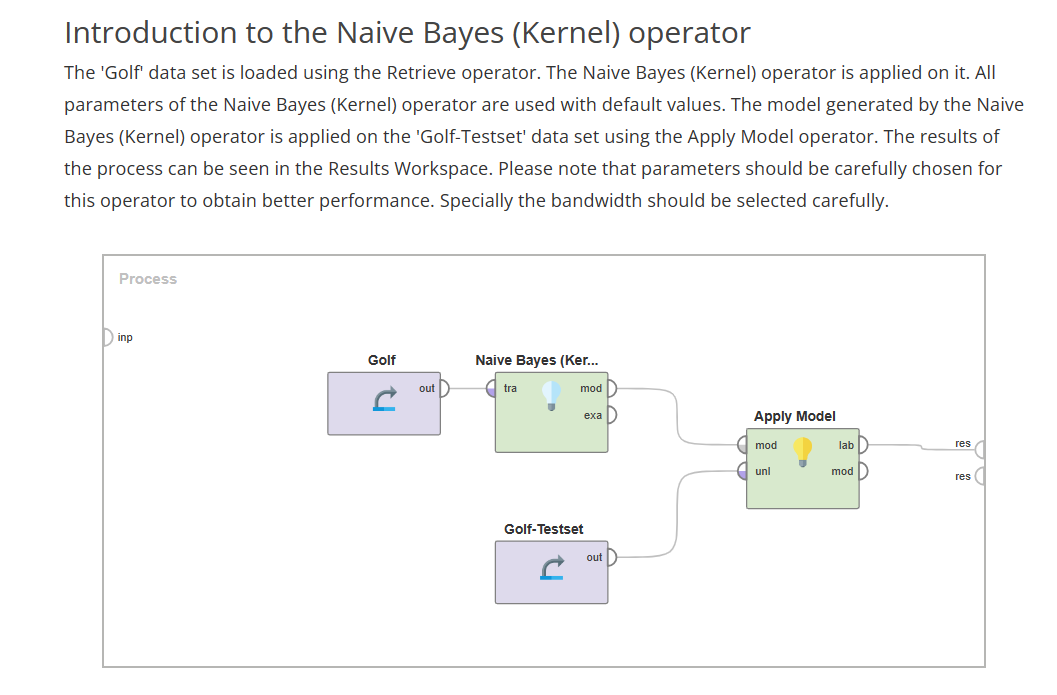 Introduction to the Naive Bayes (Kernel) operator
The 'Golf' data set is loaded using the Retrieve operator. The Naive Bayes (Kernel) operator is applied on it. All
parameters of the Naive Bayes (Kernel) operator are used with default values. The model generated by the Naive
Bayes (Kernel) operator is applied on the 'Golf-Testset' data set using the Apply Model operator. The results of
the process can be seen in the Results Workspace. Please note that parameters should be carefully chosen for
this operator to obtain better performance. Specially the bandwidth should be selected carefully.
Process
inp
Golf
out
Naive Bayes (Ker...
tra
mod
exa
Apply Model
mod
lab
unl
mod
res
res
Golf-Testset
out